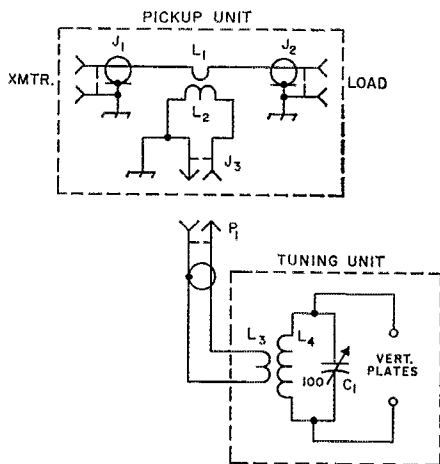 PICKUP UNIT
J1 L1 J2
XMTR. LOAD
L2
J3
P1
TUNING UNIT
L3 L4
VERT.
PLATES
100 C1